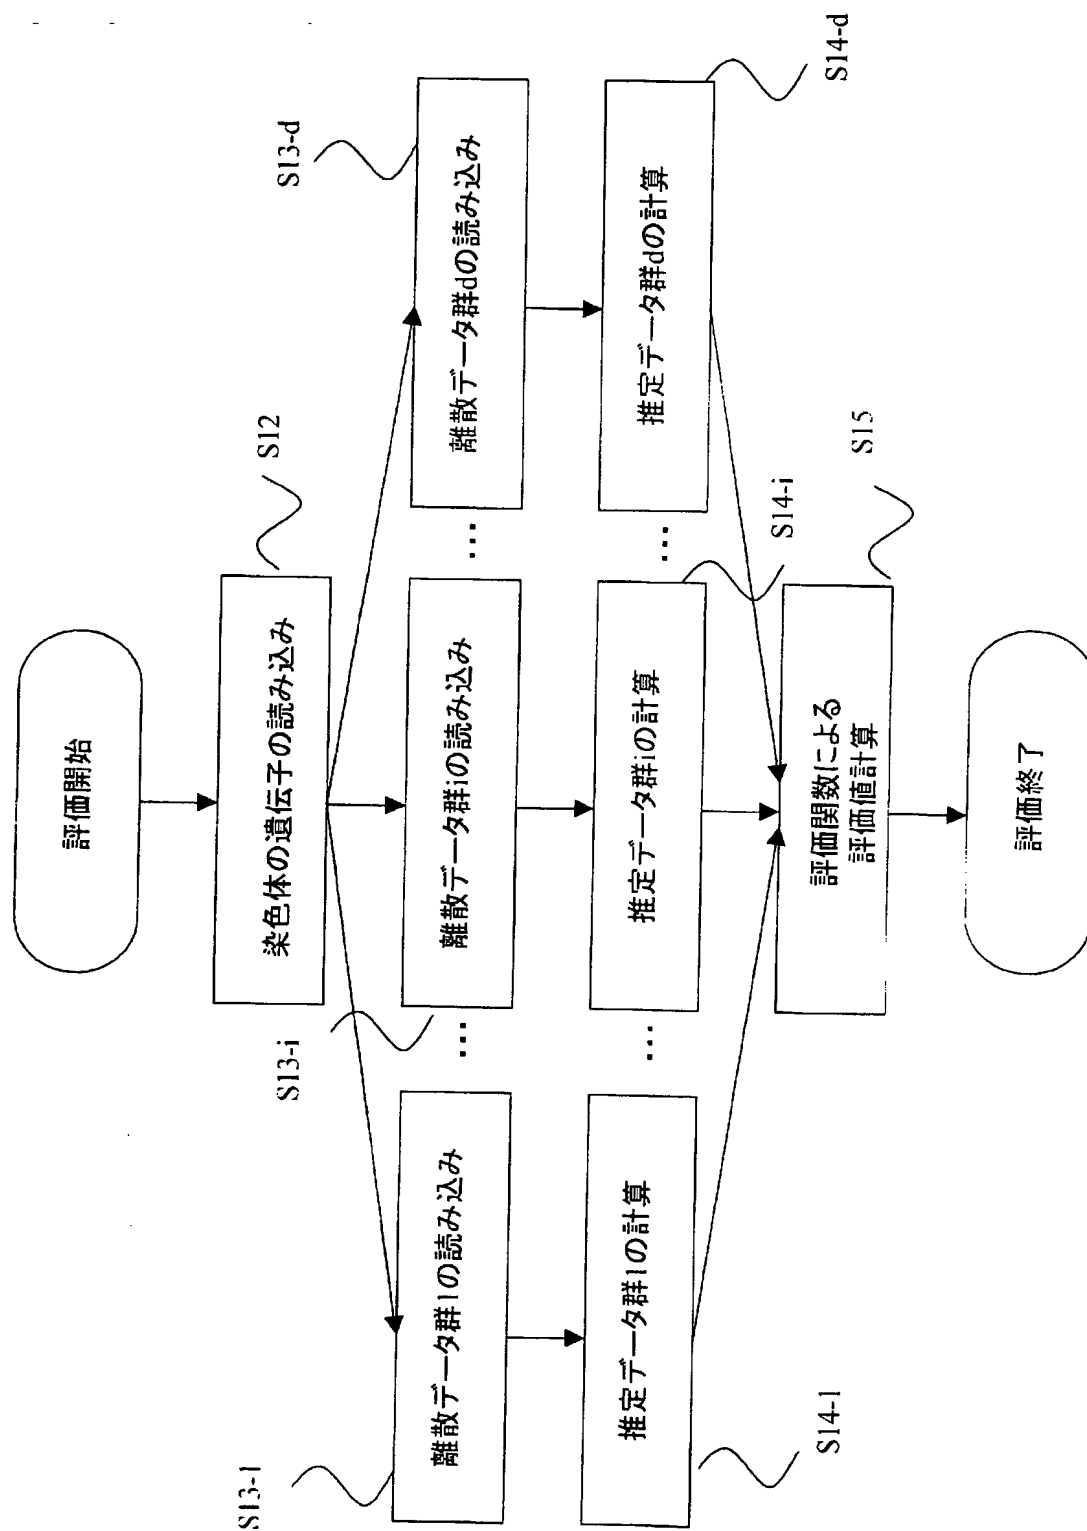 評価開始
染色体の遺伝子の読み込み
S12
離散データ群1の読み込み
S13-1
…
離散データ群iの読み込み
S13-i
…
離散データ群dの読み込み
S13-d
推定データ群1の計算
S14-1
…
推定データ群iの計算
S14-i
…
推定データ群dの計算
S14-d
評価関数による
評価値計算
S15
評価終了